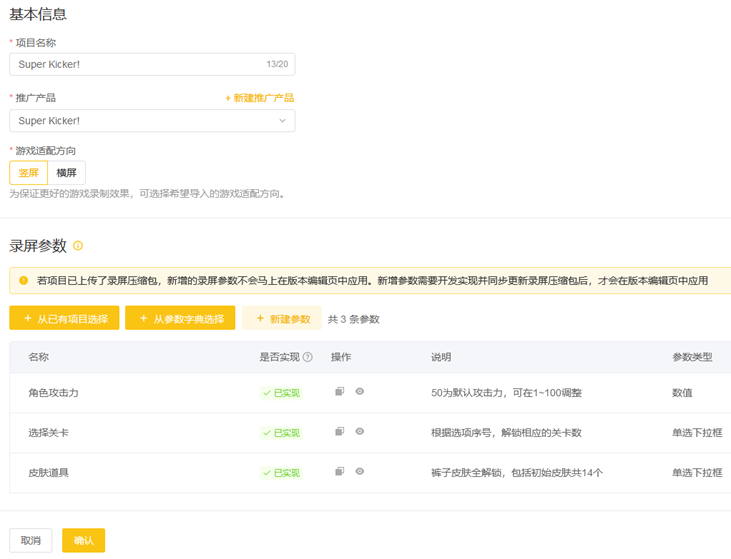 基本信息
* 项目名称
Super Kicker! 13/20
* 推广产品 + 新建推广产品
Super Kicker!
* 游戏适配方向
竖屏 横屏
为保证更好的游戏录制效果，可选择希望导入的游戏适配方向。
录屏参数
若项目已上传了录屏压缩包，新增的录屏参数不会马上在版本编辑页中应用。新增参数需要开发实现并同步更新录屏压缩包后，才会在版本编辑页中应用
+ 从已有项目选择 + 从参数字典选择 + 新建参数 共 3 条参数
名称 是否实现 操作 说明 参数类型
角色攻击力 已实现 50为默认攻击力，可在1~100调整 数值
选择关卡 已实现 根据选项序号，解锁相应的关卡数 单选下拉框
皮肤道具 已实现 裤子皮肤全解锁，包括初始皮肤共14个 单选下拉框
取消 确认